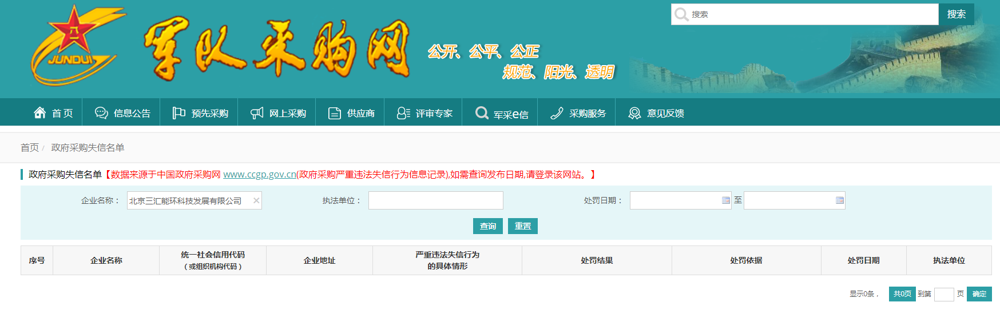 JUNDUI
军队采购网
公开、公平、公正
规范、阳光、透明
搜索 搜索
首 页 信息公告 预先采购 网上采购 供应商 评审专家 军采e信 采购服务 意见反馈
首页 / 政府采购失信名单
政府采购失信名单【数据来源于中国政府采购网 www.ccgp.gov.cn(政府采购严重违法失信行为信息记录),如需查询发布日期,请登录该网站。】
企业名称： 北京三汇能环科技发展有限公司 × 执法单位： 处罚日期： 至
查询 重置
序号 企业名称 统一社会信用代码 （或组织机构代码） 企业地址 严重违法失信行为 的具体情形 处罚结果 处罚依据 处罚日期 执法单位
显示0条， 共0页 到第 页 确定